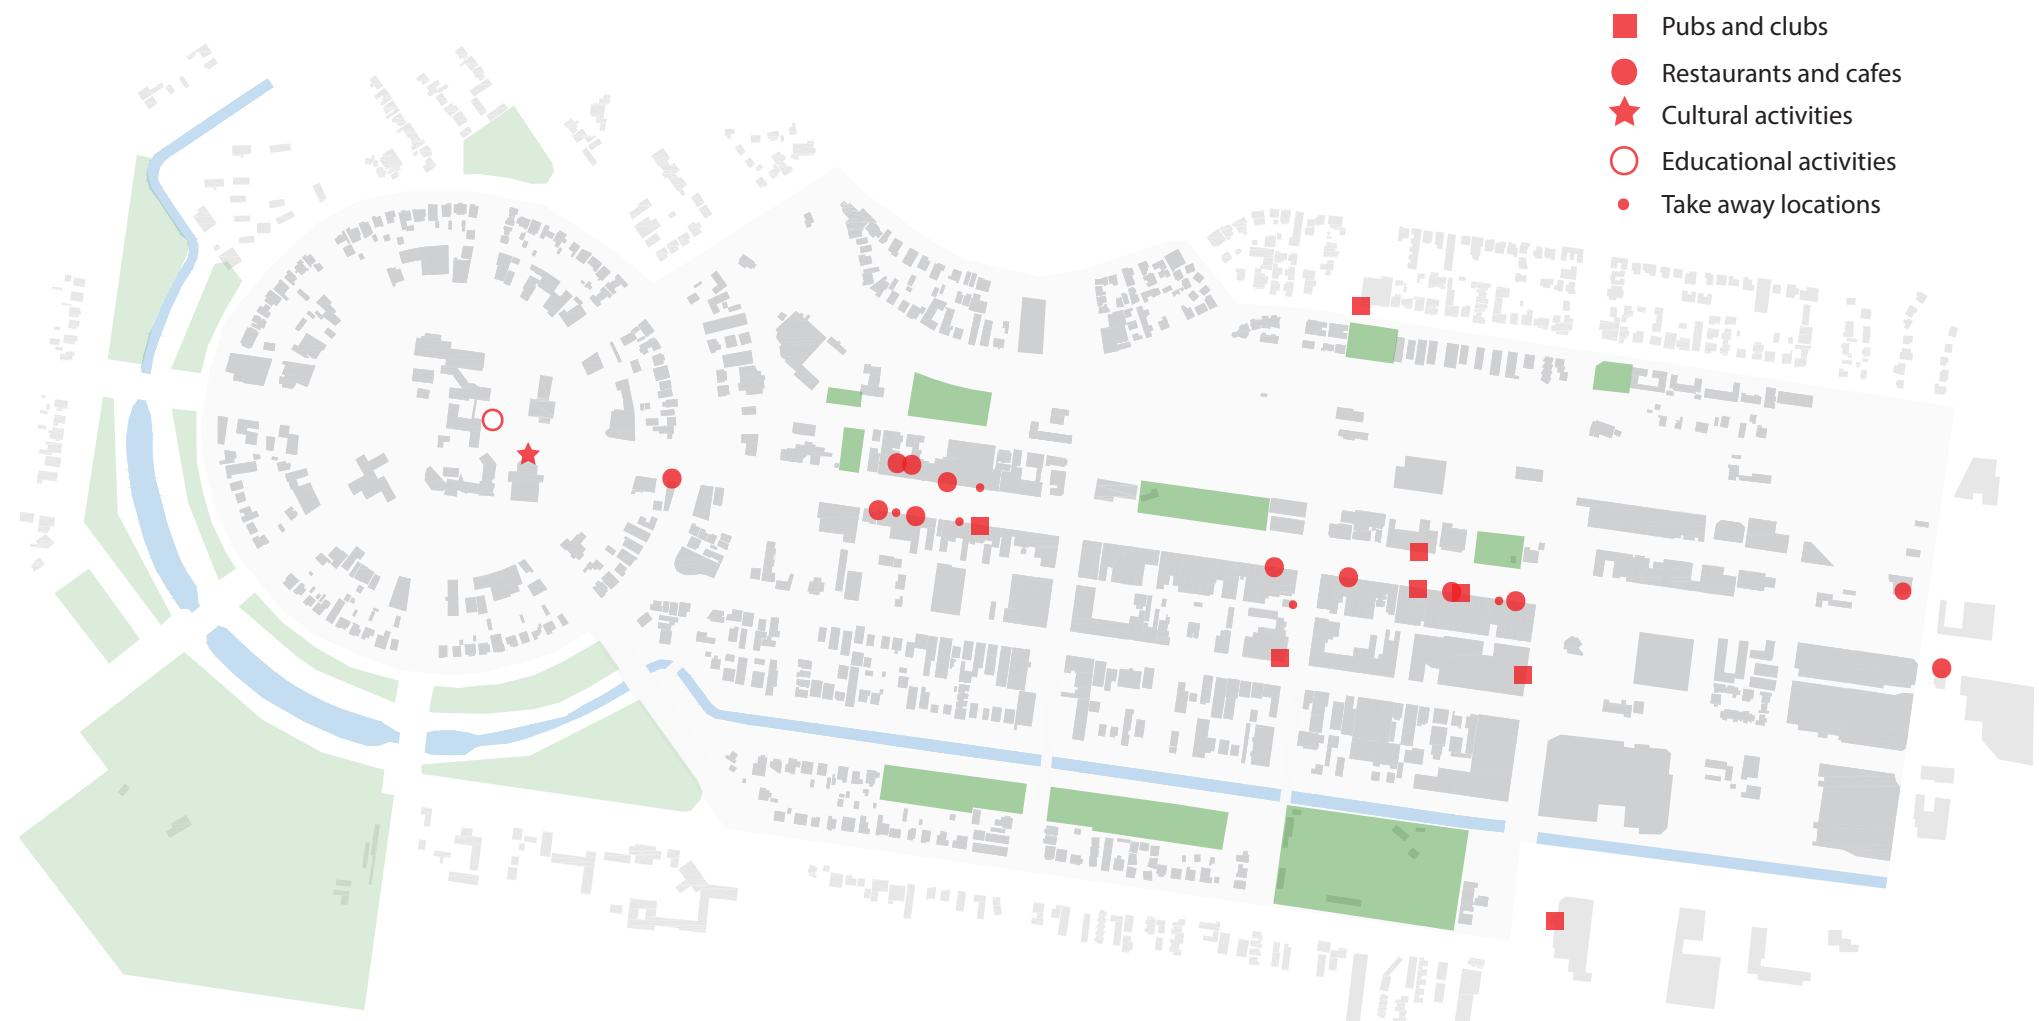 Pubs and clubs
Restaurants and cafes
Cultural activities
Educational activities
Take away locations